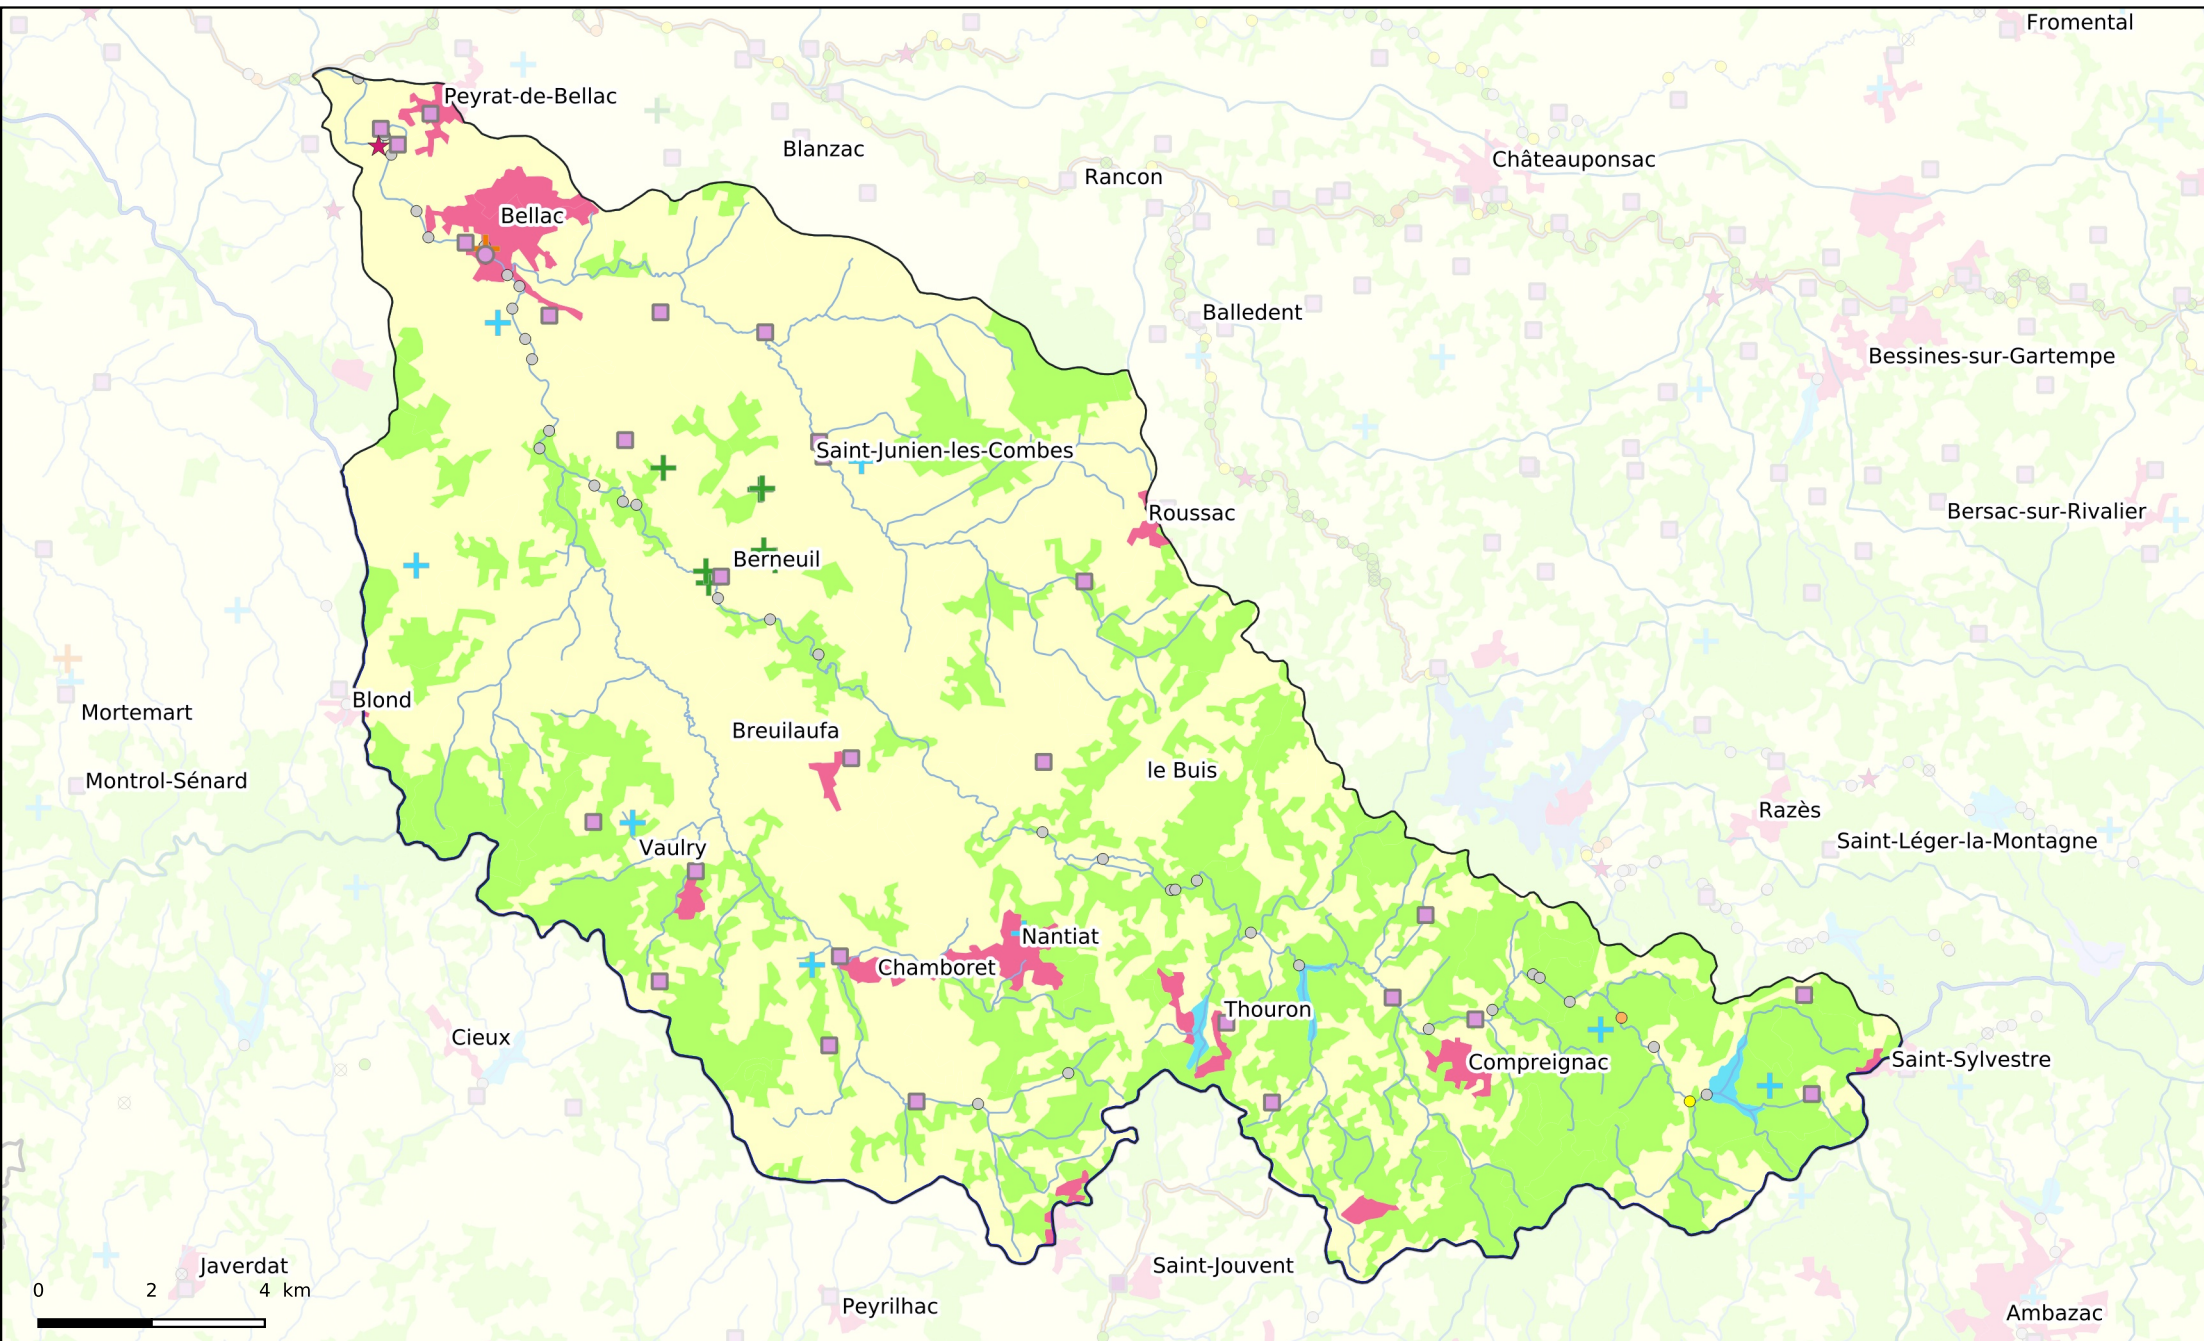 Fromental
Peyrat-de-Bellac
Blanzac
Châteauponsac
Rancon
Bellac
Balledent
Bessines-sur-Gartempe
Saint-Junien-les-Combes
Roussac
Bersac-sur-Rivalier
Berneuil
Blond
Mortemart
Breuilaufa
le Buis
Montrol-Sénard
Razès
Saint-Léger-la-Montagne
Vaulry
Nantiat
Chamboret
Thouron
Cieux
Compreignac
Saint-Sylvestre
Javerdat
Saint-Jouvent
0 2 4 km
Peyrilhac
Ambazac